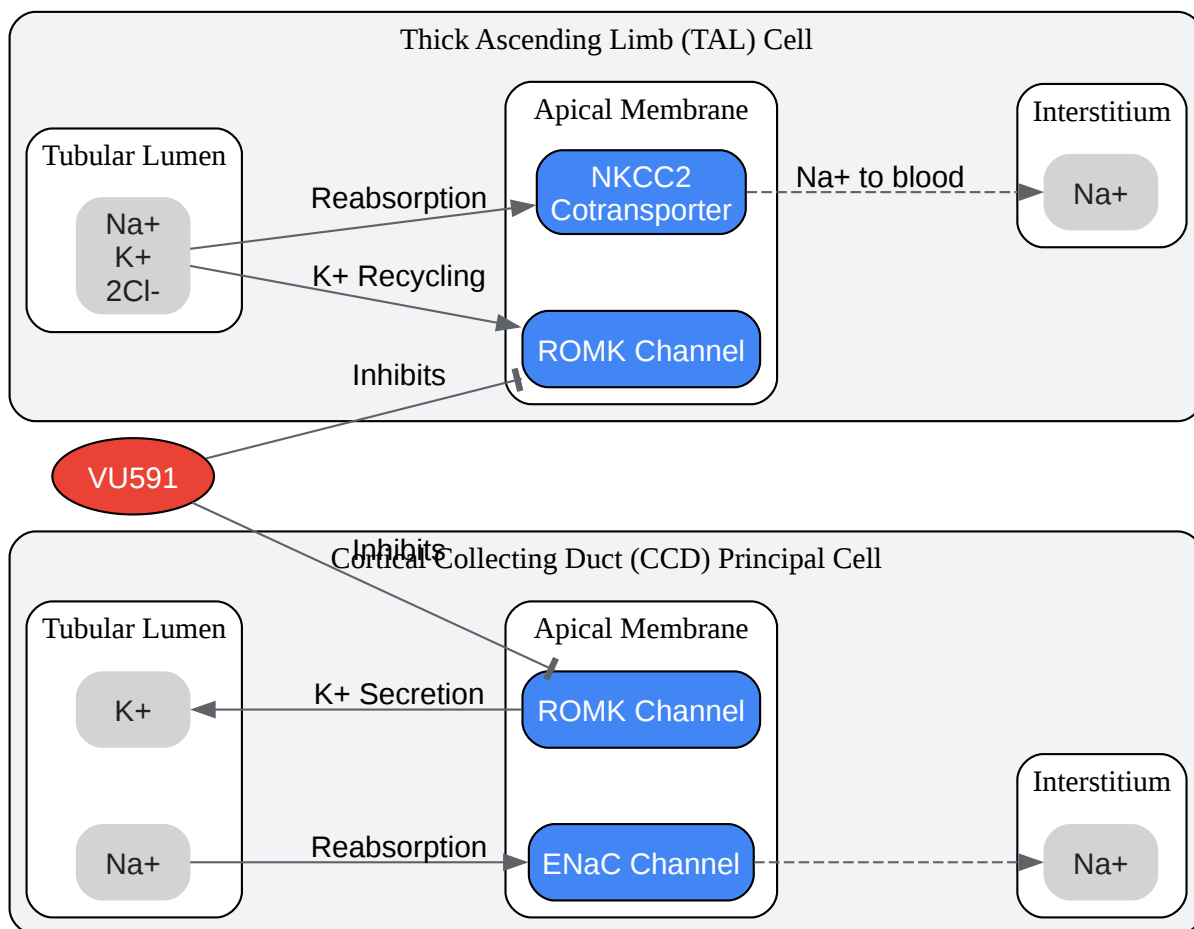 Thick Ascending Limb (TAL) Cell
Tubular Lumen
Na+
K+
2Cl-
Reabsorption
K+ Recycling
Apical Membrane
NKCC2
Cotransporter
ROMK Channel
Na+ to blood
Interstitium
Na+
Inhibits
VU591
Inhibits
Cortical Collecting Duct (CCD) Principal Cell
Tubular Lumen
K+
Na+
K+ Secretion
Reabsorption
Apical Membrane
ROMK Channel
ENaC Channel
Interstitium
Na+